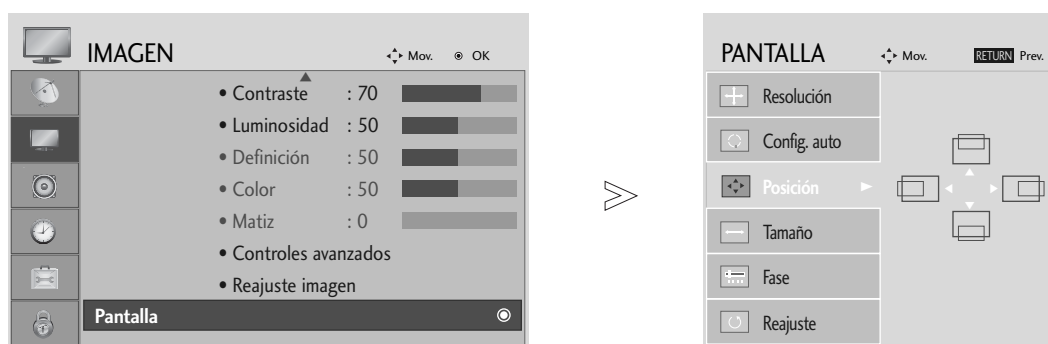 IMAGEN
Mov. OK
• Contraste : 70
• Luminosidad : 50
• Definición : 50
• Color : 50
• Matiz : 0
• Controles avanzados
• Reajuste imagen
Pantalla
PANTALLA
Mov. RETURN Prev.
Resolución
Config. auto
Posición
Tamaño
Fase
Reajuste